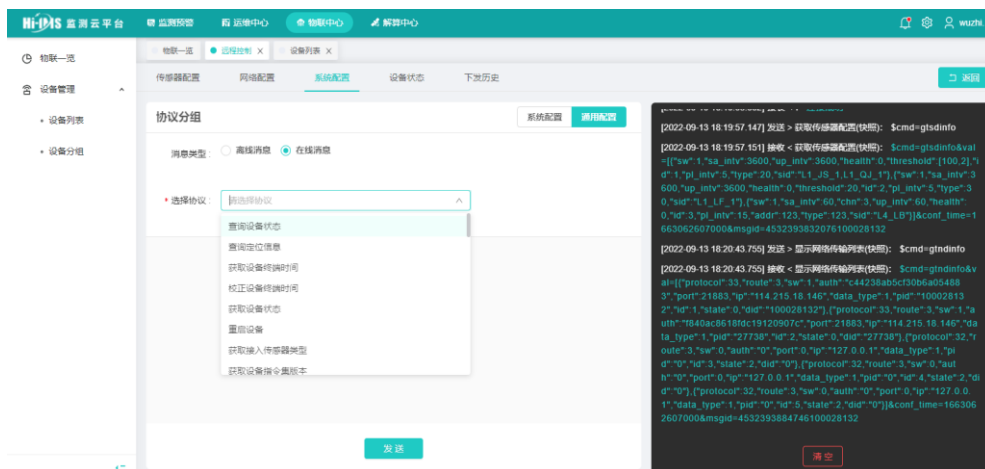 Hi-IMS 监测云平台
监测预警
运维中心
物联中心
解算中心
wuzhi.
物联一览
设备管理
设备列表
设备分组
物联一览
远程控制 ×
设备列表 ×
传感器配置
网络配置
系统配置
设备状态
下发历史
返回
协议分组
系统配置
通用配置
消息类型:
离线消息
在线消息
* 选择协议:
请选择协议
查询设备状态
查询定位信息
获取设备终端时间
校正设备终端时间
获取设备状态
重启设备
获取接入传感器类型
获取设备指令集版本
发送
[2022-09-13 18:19:57.147] 发送 > 获取传感器配置(快照): $cmd=gtsdinfo
[2022-09-13 18:19:57.151] 接收 < 获取传感器配置(快照): $cmd=gtsdinfo&val
=[{"sw":1,"sa_intv":3600,"up_intv":3600,"health":0,"threshold":[100,2],"i
d":1,"pl_intv":5,"type":20,"sid":"L1_JS_1,L1_QJ_1"},{"sw":1,"sa_intv":3
600,"up_intv":3600,"health":0,"threshold":20,"id":2,"pl_intv":5,"type":3
0,"sid":"L1_LF_1"},{"sw":1,"sa_intv":60,"chn":3,"up_intv":60,"health":
0,"id":3,"pl_intv":15,"addr":123,"type":123,"sid":"L4_LB"}]&conf_time=1
663062607000&msgid=4532393832076100028132
[2022-09-13 18:20:43.755] 发送 > 显示网络传输列表(快照): $cmd=gtndinfo
[2022-09-13 18:20:43.755] 接收 < 显示网络传输列表(快照): $cmd=gtndinfo&v
al=[{"protocol":33,"route":3,"sw":1,"auth":"c44238ab5cf30b6a05488
3","port":21883,"ip":"114.215.18.146","data_type":1,"pid":"10002813
2","id":1,"state":0,"did":"100028132"},{"protocol":33,"route":3,"sw":1,"a
uth":"f840ac8618fdc19120907c","port":21883,"ip":"114.215.18.146","da
ta_type":1,"pid":"27738","id":2,"state":0,"did":"27738"},{"protocol":32,"r
oute":3,"sw":0,"auth":"0","port":0,"ip":"127.0.0.1","data_type":1,"pi
d":"0","id":3,"state":2,"did":"0"},{"protocol":32,"route":3,"sw":0,"aut
h":"0","port":0,"ip":"127.0.0.1","data_type":1,"pid":"0","id":4,"state":2,"di
d":"0"},{"protocol":32,"route":3,"sw":0,"auth":"0","port":0,"ip":"127.0.0.
1","data_type":1,"pid":"0","id":5,"state":2,"did":"0"}]&conf_time=166306
2607000&msgid=4532393884746100028132
清空